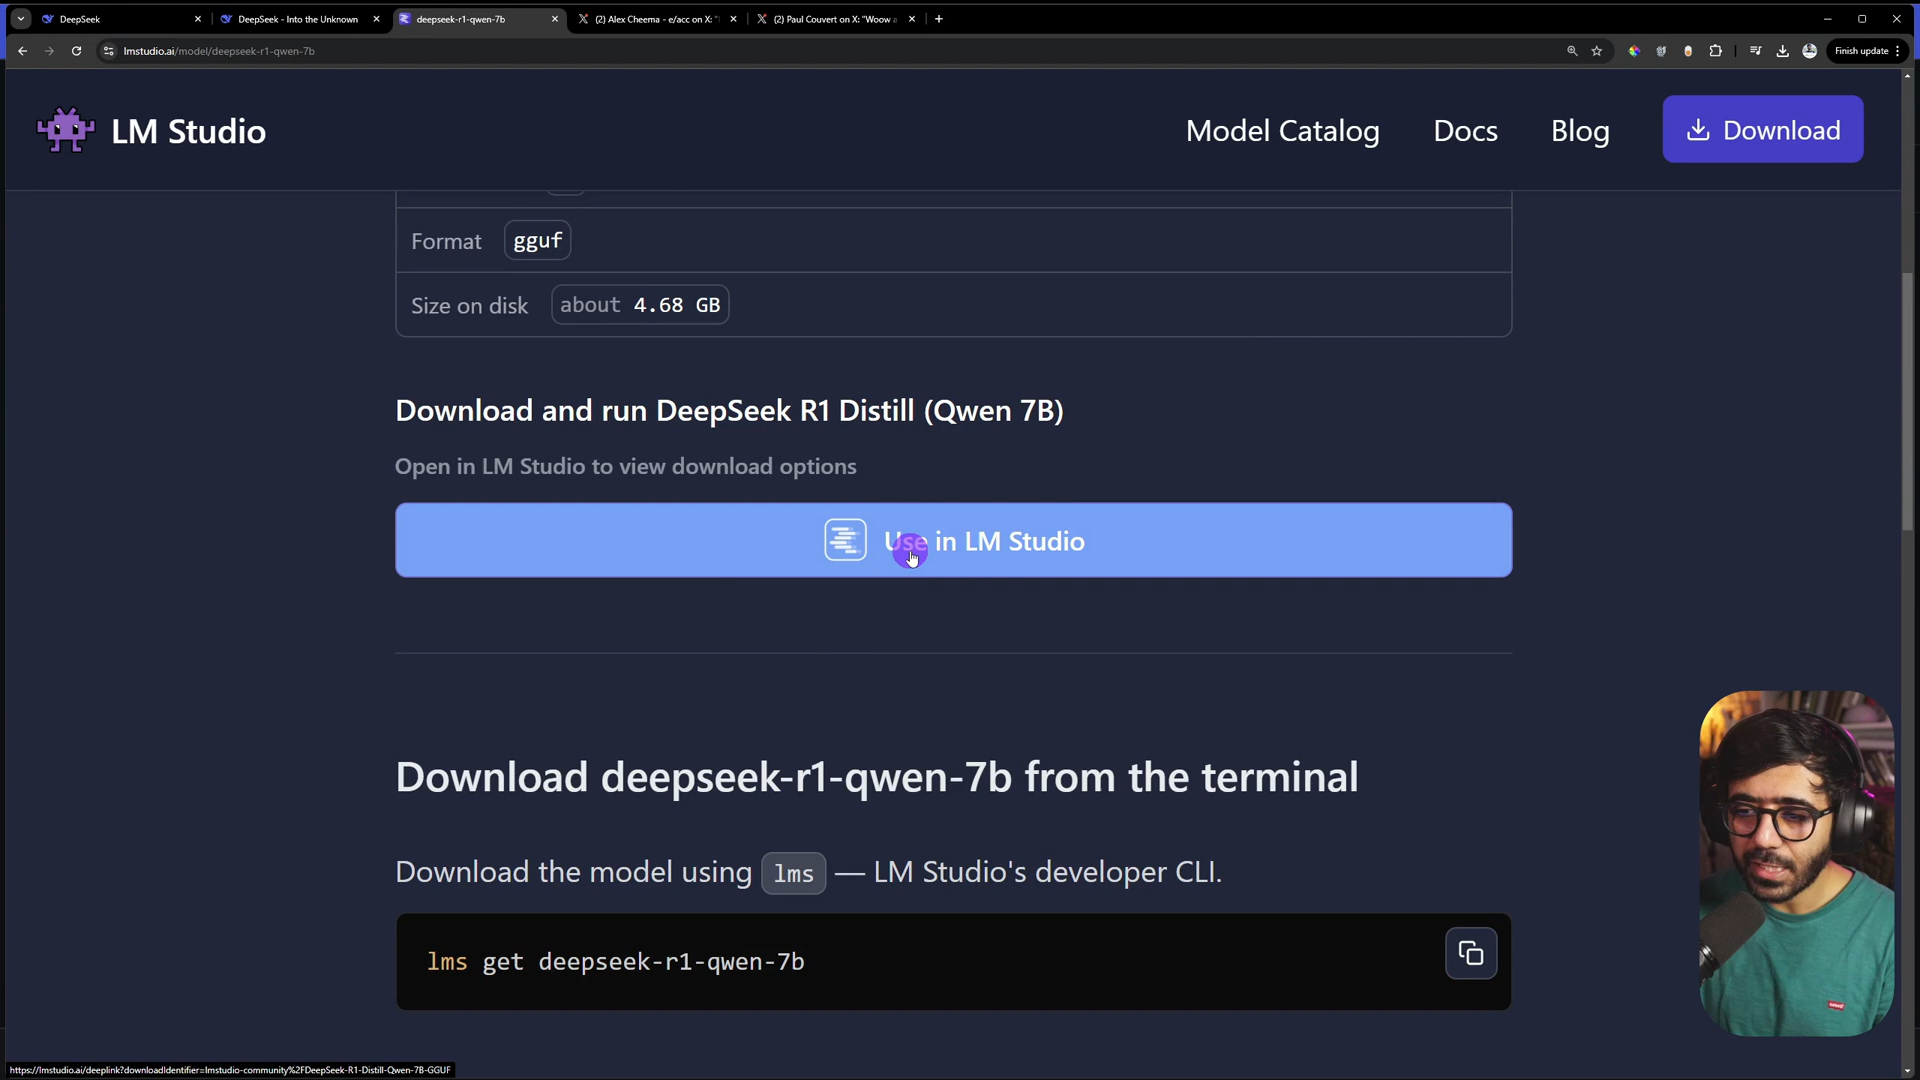 DeepSeek
DeepSeek - Into the Unknown
deepseek-r1-qwen-7b
(2) Alex Cheema - e/acc on X: "
(2) Paul Couvert on X: "Woow a
lmstudio.ai/model/deepseek-r1-qwen-7b
Finish update
LM Studio
Model Catalog
Docs
Blog
Download
Format gguf
Size on disk about 4.68 GB
Download and run DeepSeek R1 Distill (Qwen 7B)
Open in LM Studio to view download options
Use in LM Studio
Download deepseek-r1-qwen-7b from the terminal
Download the model using lms — LM Studio's developer CLI.
lms get deepseek-r1-qwen-7b
https://lmstudio.ai/deeplink?downloadIdentifier=lmstudio-community%2FDeepSeek-R1-Distill-Qwen-7B-GGUF